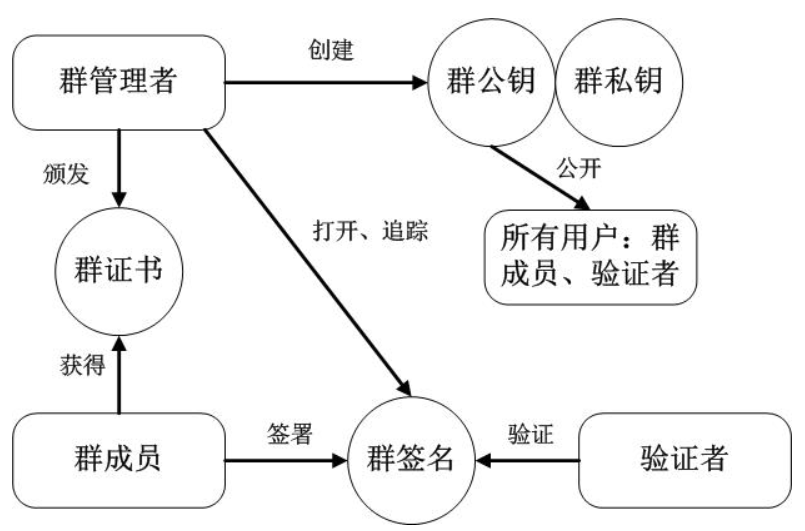 创建
群管理者
群公钥
群私钥
颁发
公开
打开、追踪
所有用户：群
成员、验证者
群证书
获得
签署
验证
群成员
群签名
验证者